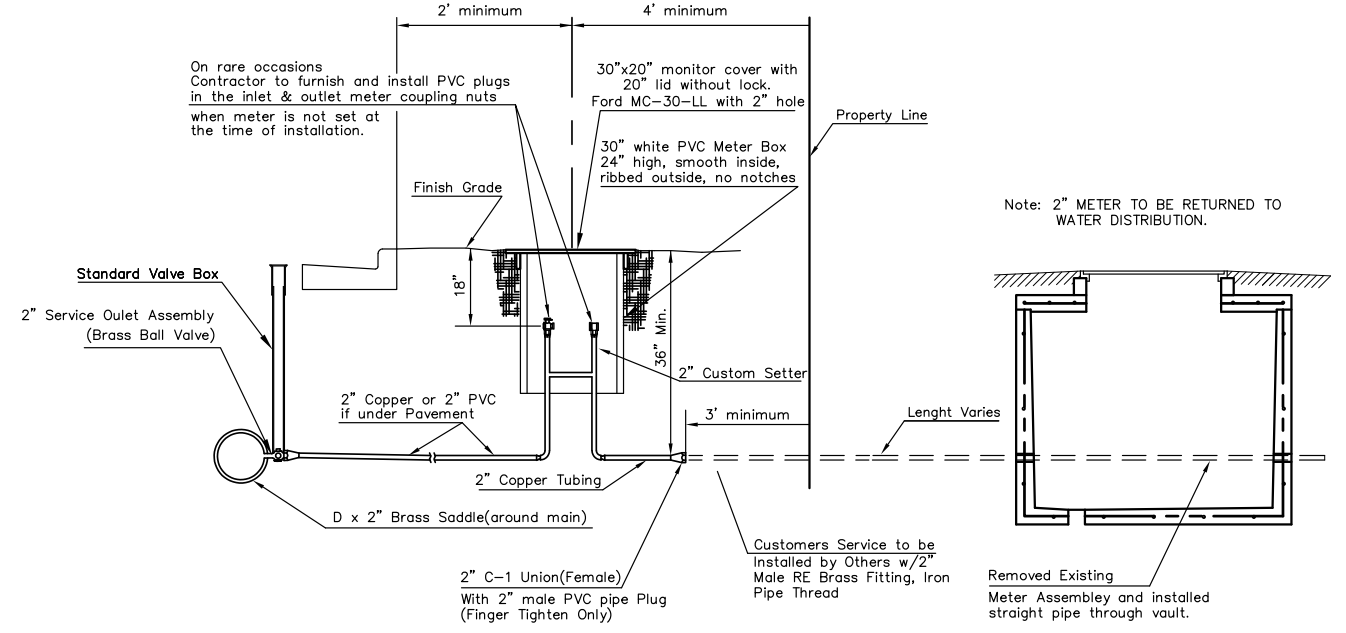 2’ minimum
4’ minimum
On rare occasions
Contractor to furnish and install PVC plugs
in the inlet & outlet meter coupling nuts
when meter is not set at
the time of installation.
30”x20” monitor cover with
20” lid without lock.
Ford MC–30–LL with 2” hole
30” white PVC Meter Box
24” high, smooth inside,
ribbed outside, no notches
Property Line
Finish Grade
Note: 2” METER TO BE RETURNED TO
WATER DISTRIBUTION.
Standard Valve Box
18”
2” Service Oulet Assembly
(Brass Ball Valve)
36” Min.
2” Custom Setter
2” Copper or 2” PVC
if under Pavement
3’ minimum
Lenght Varies
2” Copper Tubing
D x 2” Brass Saddle(around main)
Customers Service to be
Installed by Others w/2”
Male RE Brass Fitting, Iron
Pipe Thread
2” C–1 Union(Female)
With 2” male PVC pipe Plug
(Finger Tighten Only)
Removed Existing
Meter Assembley and installed
straight pipe through vault.